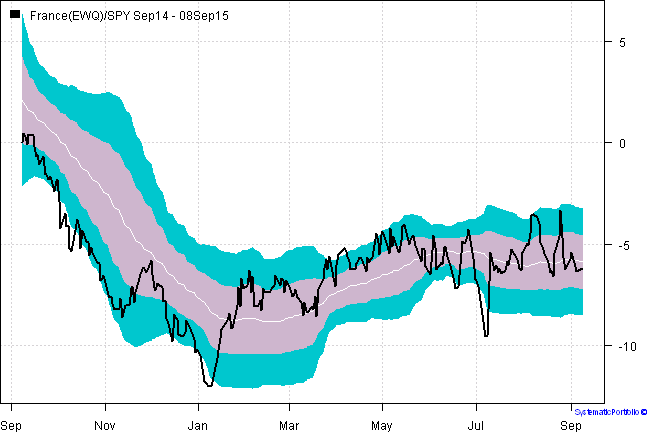 France(EWQ)/SPY Sep14 - 08Sep15
5
0
-5
-10
Sep Nov Jan Mar May Jul Sep
SystematicPortfolio ©